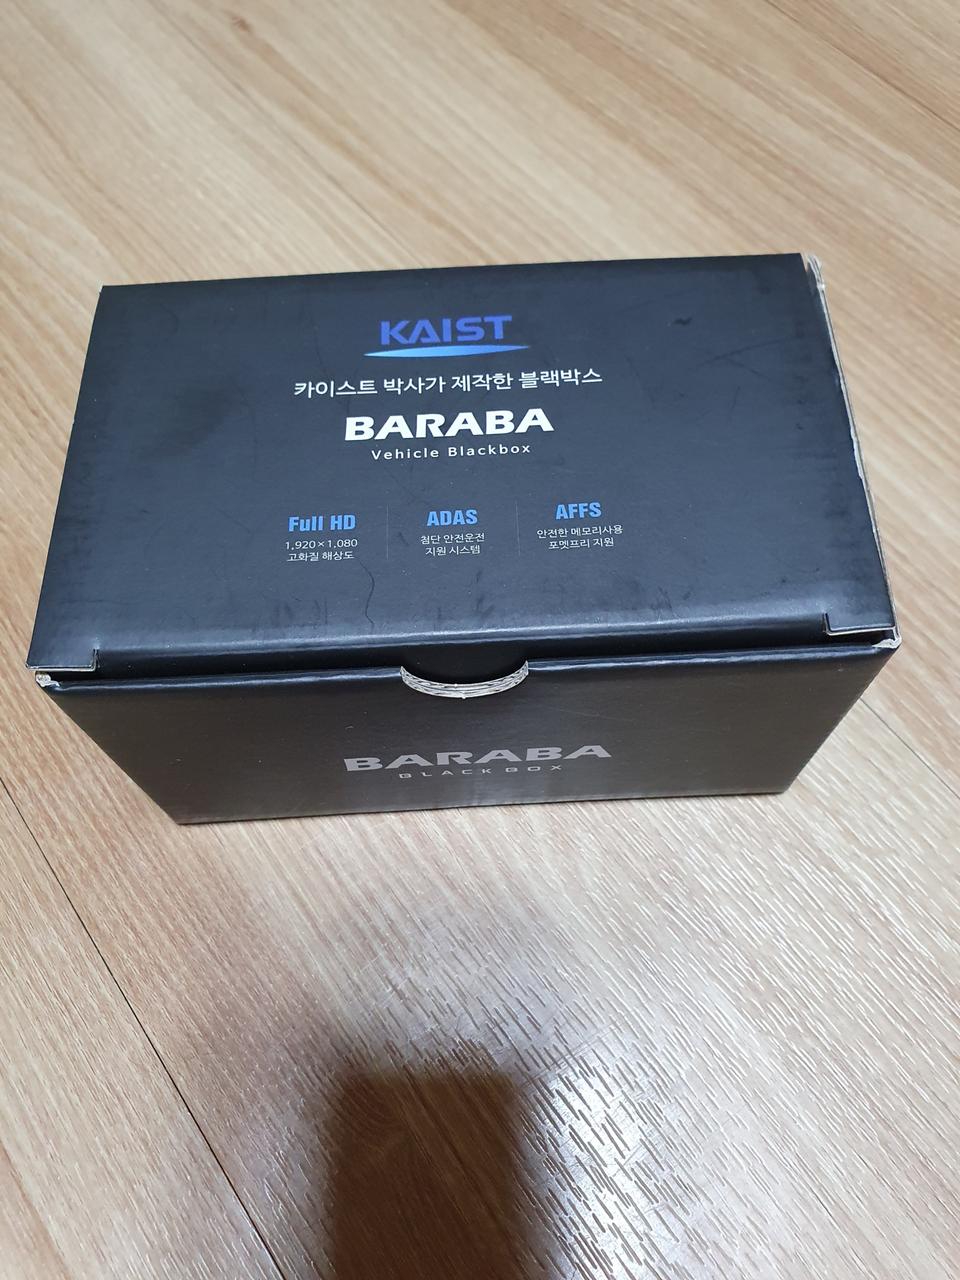 KAIST
카이스트 박사가 제작한 블랙박스
BARABA
Vehicle Blackbox
Full HD
1,920×1,080
고화질 해상도
ADAS
첨단 안전운전
지원 시스템
AFFS
안전한 메모리사용
포멧프리 지원
BARABA
BLACK BOX